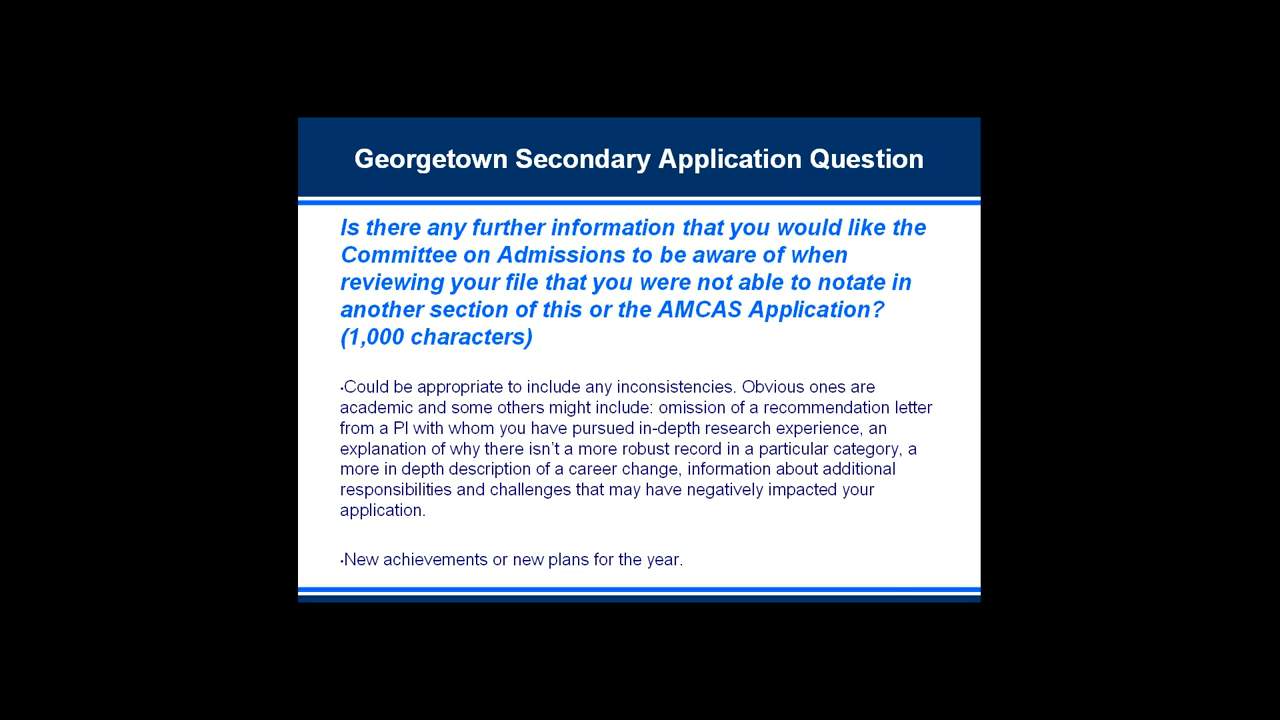 Georgetown Secondary Application Question
Is there any further information that you would like the
Committee on Admissions to be aware of when
reviewing your file that you were not able to notate in
another section of this or the AMCAS Application?
(1,000 characters)
•Could be appropriate to include any inconsistencies. Obvious ones are
academic and some others might include: omission of a recommendation letter
from a PI with whom you have pursued in-depth research experience, an
explanation of why there isn't a more robust record in a particular category, a
more in depth description of a career change, information about additional
responsibilities and challenges that may have negatively impacted your
application.
•New achievements or new plans for the year.